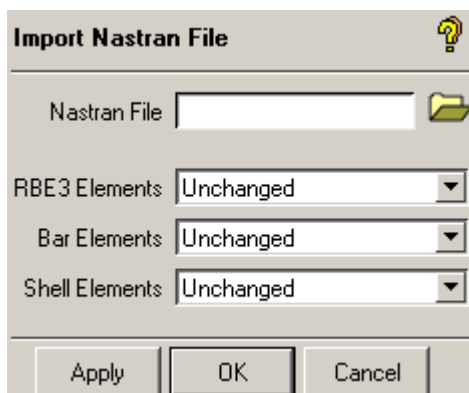 Import Nastran File
Nastran File
RBE3 Elements Unchanged
Bar Elements Unchanged
Shell Elements Unchanged
Apply OK Cancel